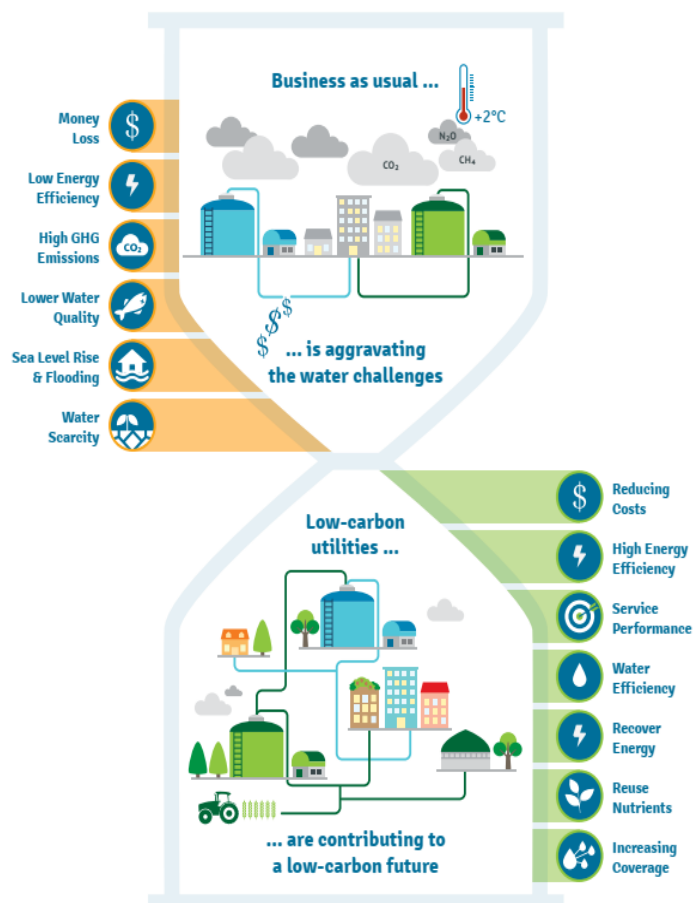 Business as usual ...
+2°C
N₂O
CO₂
CH₄
Money
Loss
$
Low Energy
Efficiency
High GHG
Emissions
CO₂
Lower Water
Quality
Sea Level Rise
& Flooding
Water
Scarcity
$ $ $
... is aggravating
the water challenges
Low-carbon
utilities ...
$
Reducing
Costs
High Energy
Efficiency
Service
Performance
Water
Efficiency
Recover
Energy
Reuse
Nutrients
Increasing
Coverage
... are contributing to
a low-carbon future